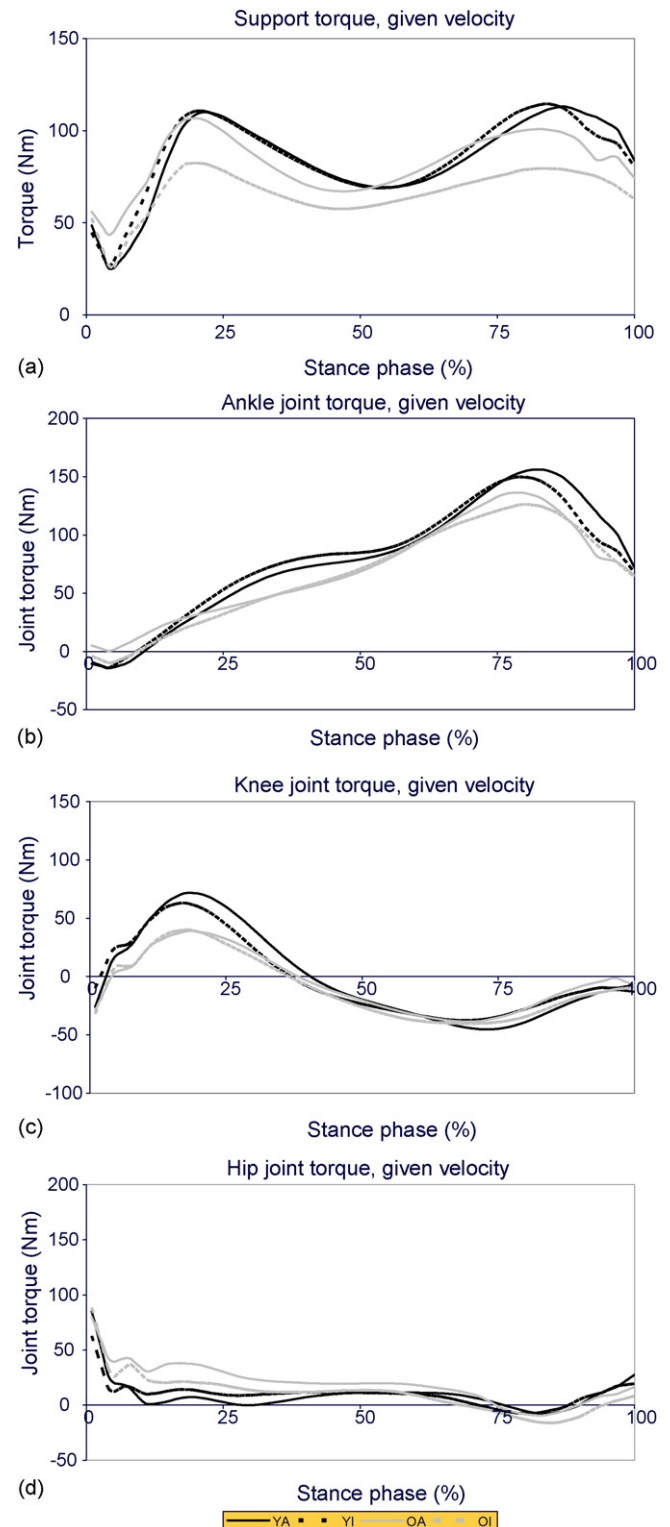 Support torque, given velocity
150
100
50
0
Torque (Nm)
0 25 50 75 100
(a) Stance phase (%)
Ankle joint torque, given velocity
200
150
100
50
0
-50
Joint torque (Nm)
0 25 50 75 100
(b) Stance phase (%)
Knee joint torque, given velocity
150
100
50
0
-50
-100
Joint torque (Nm)
0 25 50 75 100
(c) Stance phase (%)
Hip joint torque, given velocity
200
150
100
50
0
-50
Joint torque (Nm)
0 25 50 75 100
(d) Stance phase (%)
YA YI OA OI